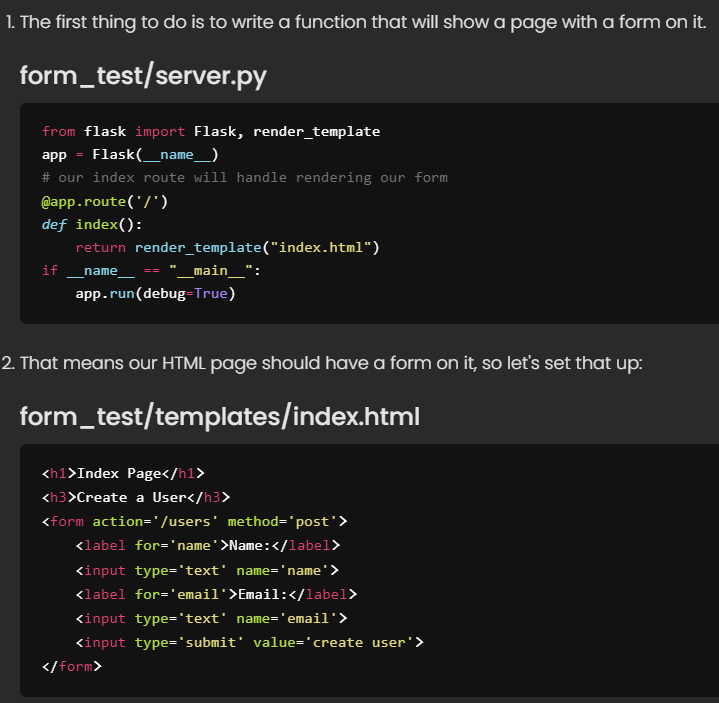 1. The first thing to do is to write a function that will show a page with a form on it.
form_test/server.py
from flask import Flask, render_template
app = Flask(__name__)
# our index route will handle rendering our form
@app.route('/')
def index():
    return render_template("index.html")
if __name__ == "__main__":
    app.run(debug=True)
2. That means our HTML page should have a form on it, so let's set that up:
form_test/templates/index.html
<h1>Index Page</h1>
<h3>Create a User</h3>
<form action='/users' method='post'>
    <label for='name'>Name:</label>
    <input type='text' name='name'>
    <label for='email'>Email:</label>
    <input type='text' name='email'>
    <input type='submit' value='create user'>
</form>